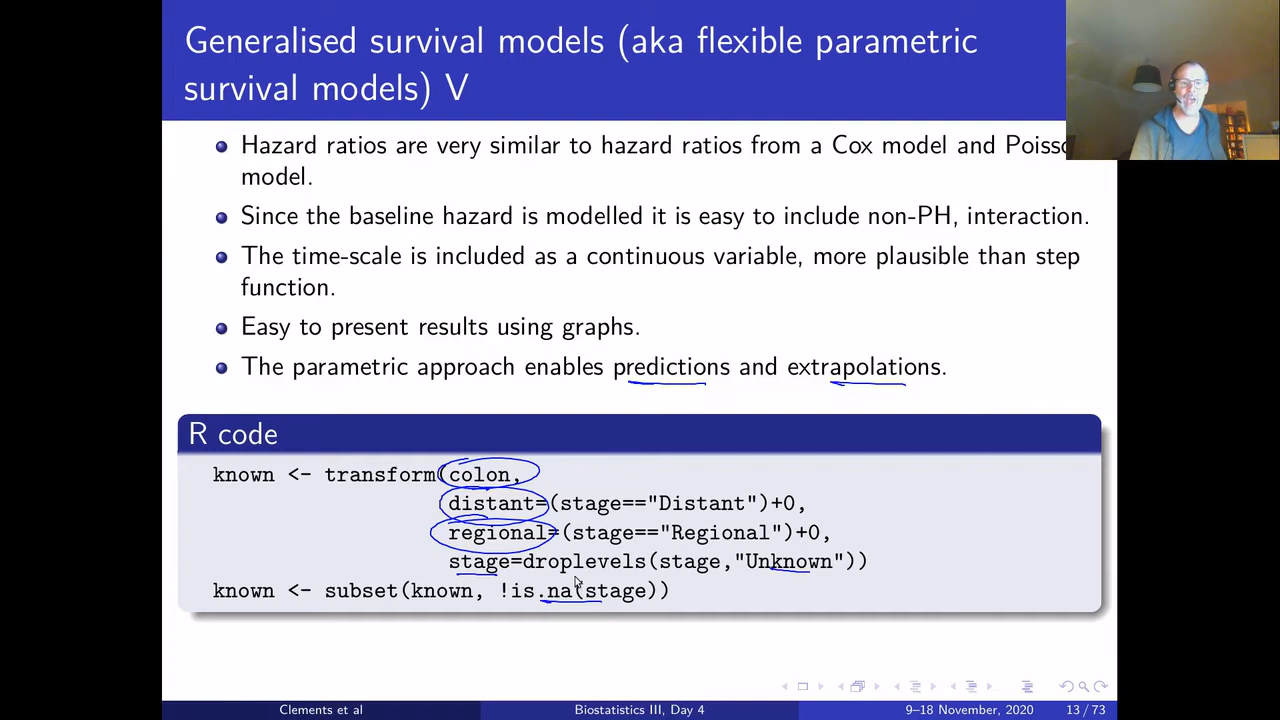 Generalised survival models (aka flexible parametric
survival models) V
Hazard ratios are very similar to hazard ratios from a Cox model and
model.
Since the baseline hazard is modelled it is easy to include non-PH, interaction.
The time-scale is included as a continuous variable, more plausible than step
function.
Easy to present results using graphs.
The parametric approach enables predictions and extrapolations.
R code
known <- transform(colon,
distant=(stage=="Distant")+0,
regional=(stage=="Regional")+0,
stage=droplevels(stage,"Unknown"))
known <- subset(known, !is.na(stage))
Clements et al
Biostatistics III, Day 4
9–18 November, 2020
13 / 73